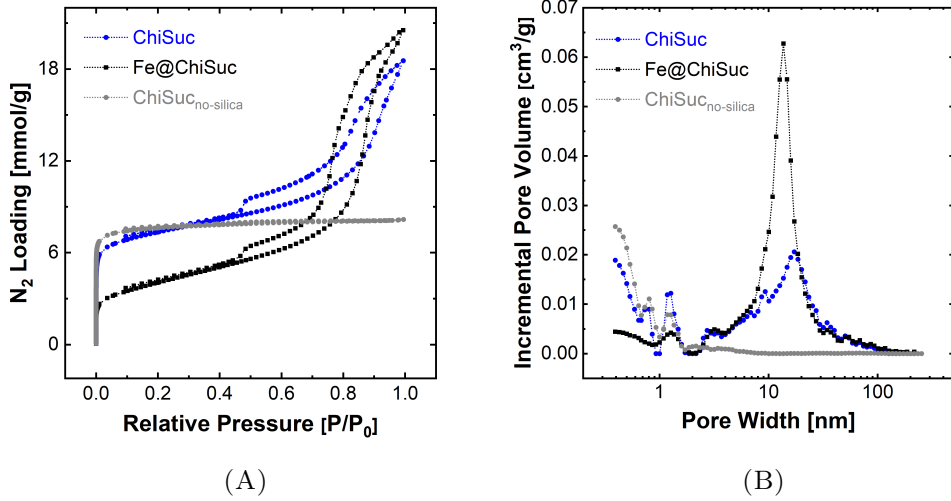 ChiSuc
Fe@ChiSuc
ChiSuc_no-silica
N₂ Loading [mmol/g]
18
12
6
0
0.0 0.2 0.4 0.6 0.8 1.0
Relative Pressure [P/P₀]
(A)
ChiSuc
Fe@ChiSuc
ChiSuc_no-silica
Incremental Pore Volume [cm³/g]
0.07
0.06
0.05
0.04
0.03
0.02
0.01
0.00
1 10 100
Pore Width [nm]
(B)